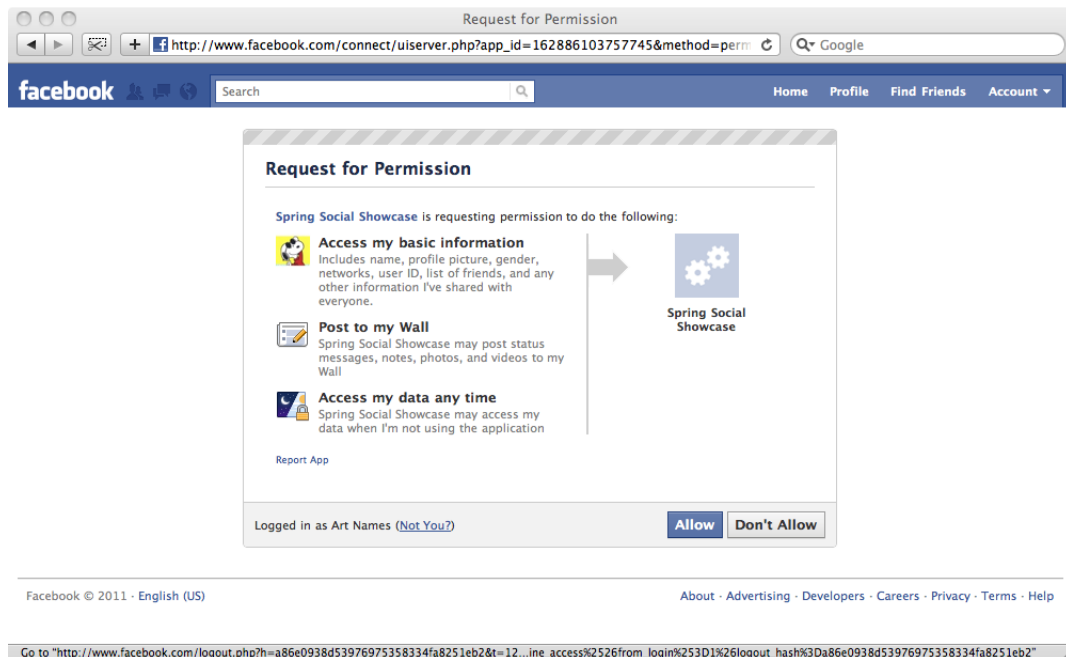 Request for Permission
http://www.facebook.com/connect/uiserver.php?app_id=162886103757745&method=perm
Google
facebook
Search
Home Profile Find Friends Account
Request for Permission
Spring Social Showcase is requesting permission to do the following:
Access my basic information
Includes name, profile picture, gender,
networks, user ID, list of friends, and any
other information I've shared with
everyone.
Spring Social
Showcase
Post to my Wall
Spring Social Showcase may post status
messages, notes, photos, and videos to my
Wall
Access my data any time
Spring Social Showcase may access my
data when I'm not using the application
Report App
Logged in as Art Names (Not You?)
Allow
Don't Allow
Facebook © 2011 · English (US)
About · Advertising · Developers · Careers · Privacy · Terms · Help
Go to "http://www.facebook.com/logout.php?h=a86e0938d53976975358334fa8251eb2&t=12...ine_access%2526from_login%253D1%26logout_hash%3Da86e0938d53976975358334fa8251eb2"